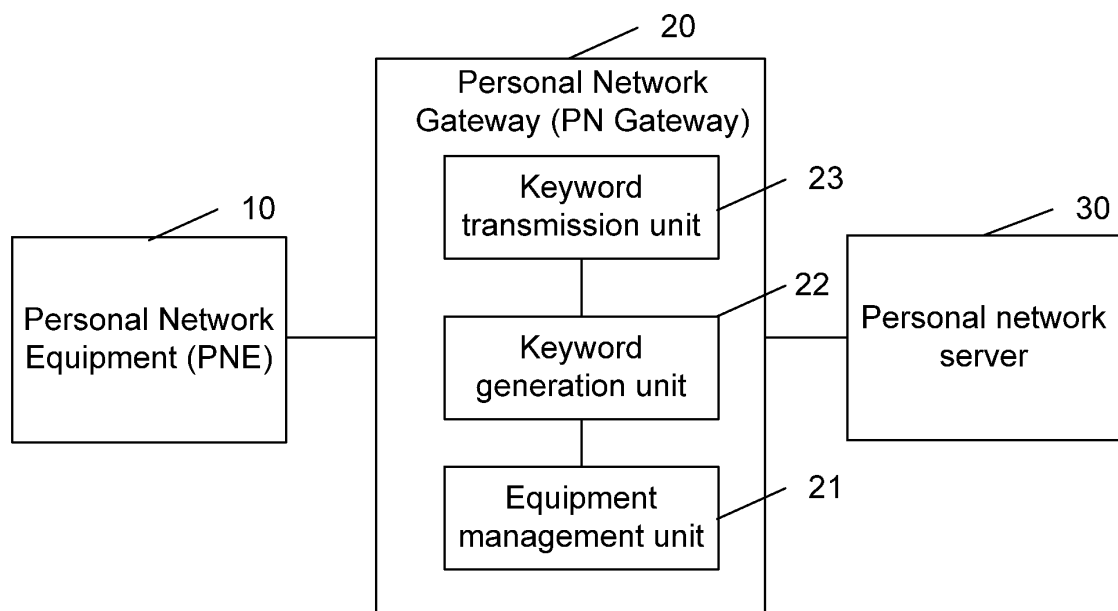 20
Personal Network
Gateway (PN Gateway)
Keyword
transmission unit
23
10
30
Personal Network
Equipment (PNE)
22
Keyword
generation unit
Personal network
server
Equipment
management unit
21